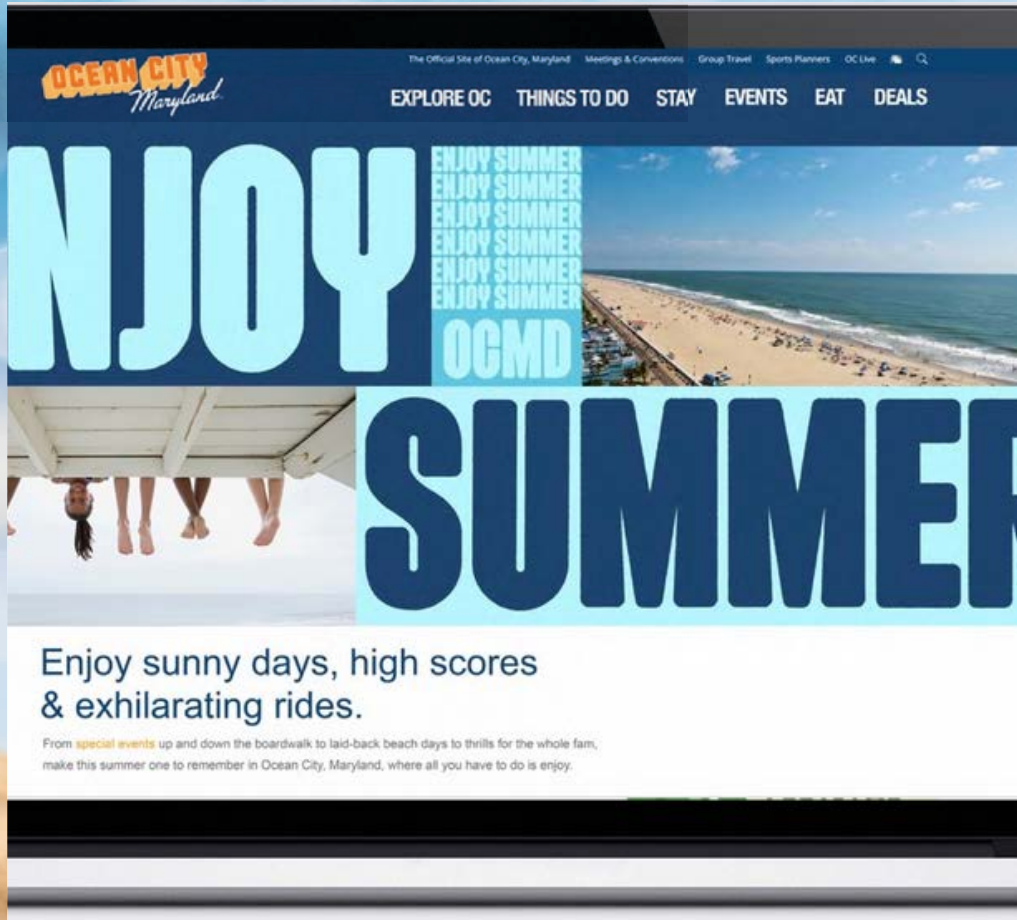 OCEAN CITY
Maryland
The Official Site of Ocean City, Maryland Meetings & Conventions Group Travel Sports Planners OC Live
EXPLORE OC THINGS TO DO STAY EVENTS EAT DEALS
NJOY
ENJOY SUMMER
ENJOY SUMMER
ENJOY SUMMER
ENJOY SUMMER
ENJOY SUMMER
ENJOY SUMMER
OCMD
SUMMER
Enjoy sunny days, high scores
& exhilarating rides.
From special events up and down the boardwalk to laid-back beach days to thrills for the whole fam,
make this summer one to remember in Ocean City, Maryland, where all you have to do is enjoy.